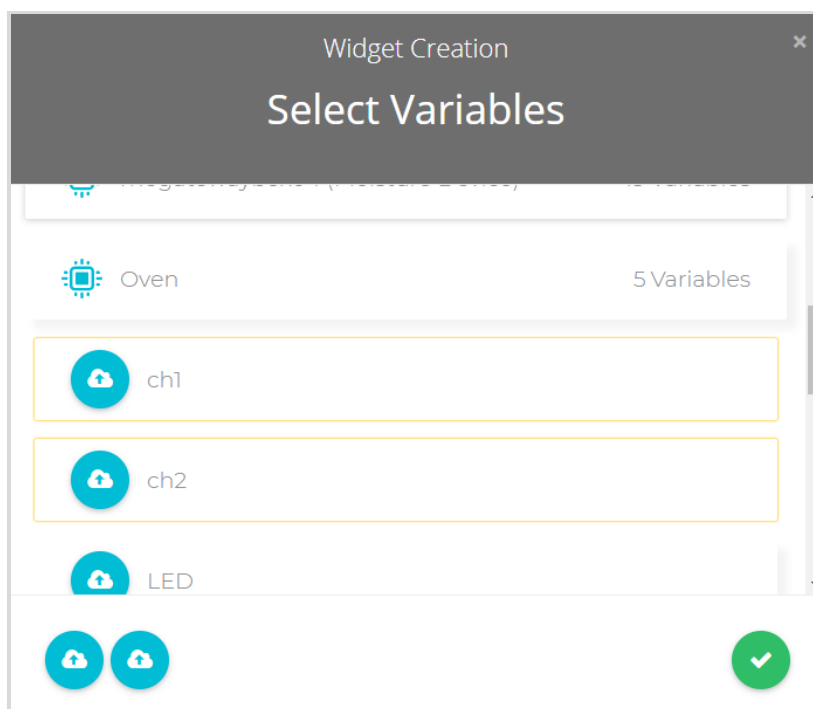 Widget Creation
×
Select Variables
Oven 5 Variables
ch1
ch2
LED